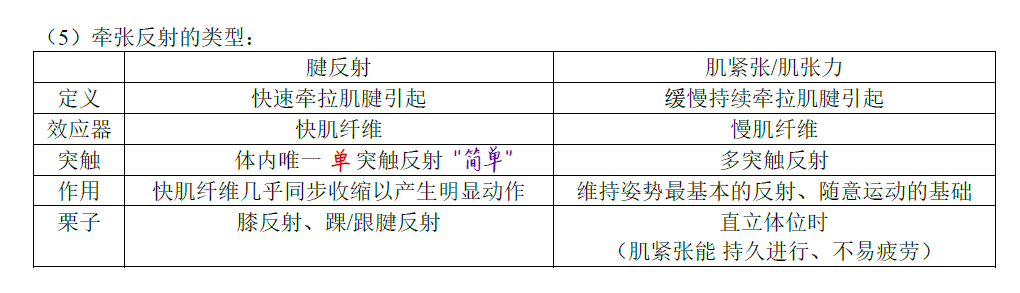 （5）牵张反射的类型：
腱反射 肌紧张/肌张力
定义 快速牵拉肌腱引起 缓慢持续牵拉肌腱引起
效应器 快肌纤维 慢肌纤维
突触 体内唯一 单 突触反射 "简单" 多突触反射
作用 快肌纤维几乎同步收缩以产生明显动作 维持姿势最基本的反射、随意运动的基础
栗子 膝反射、踝/跟腱反射 直立体位时
（肌紧张能 持久进行、不易疲劳）